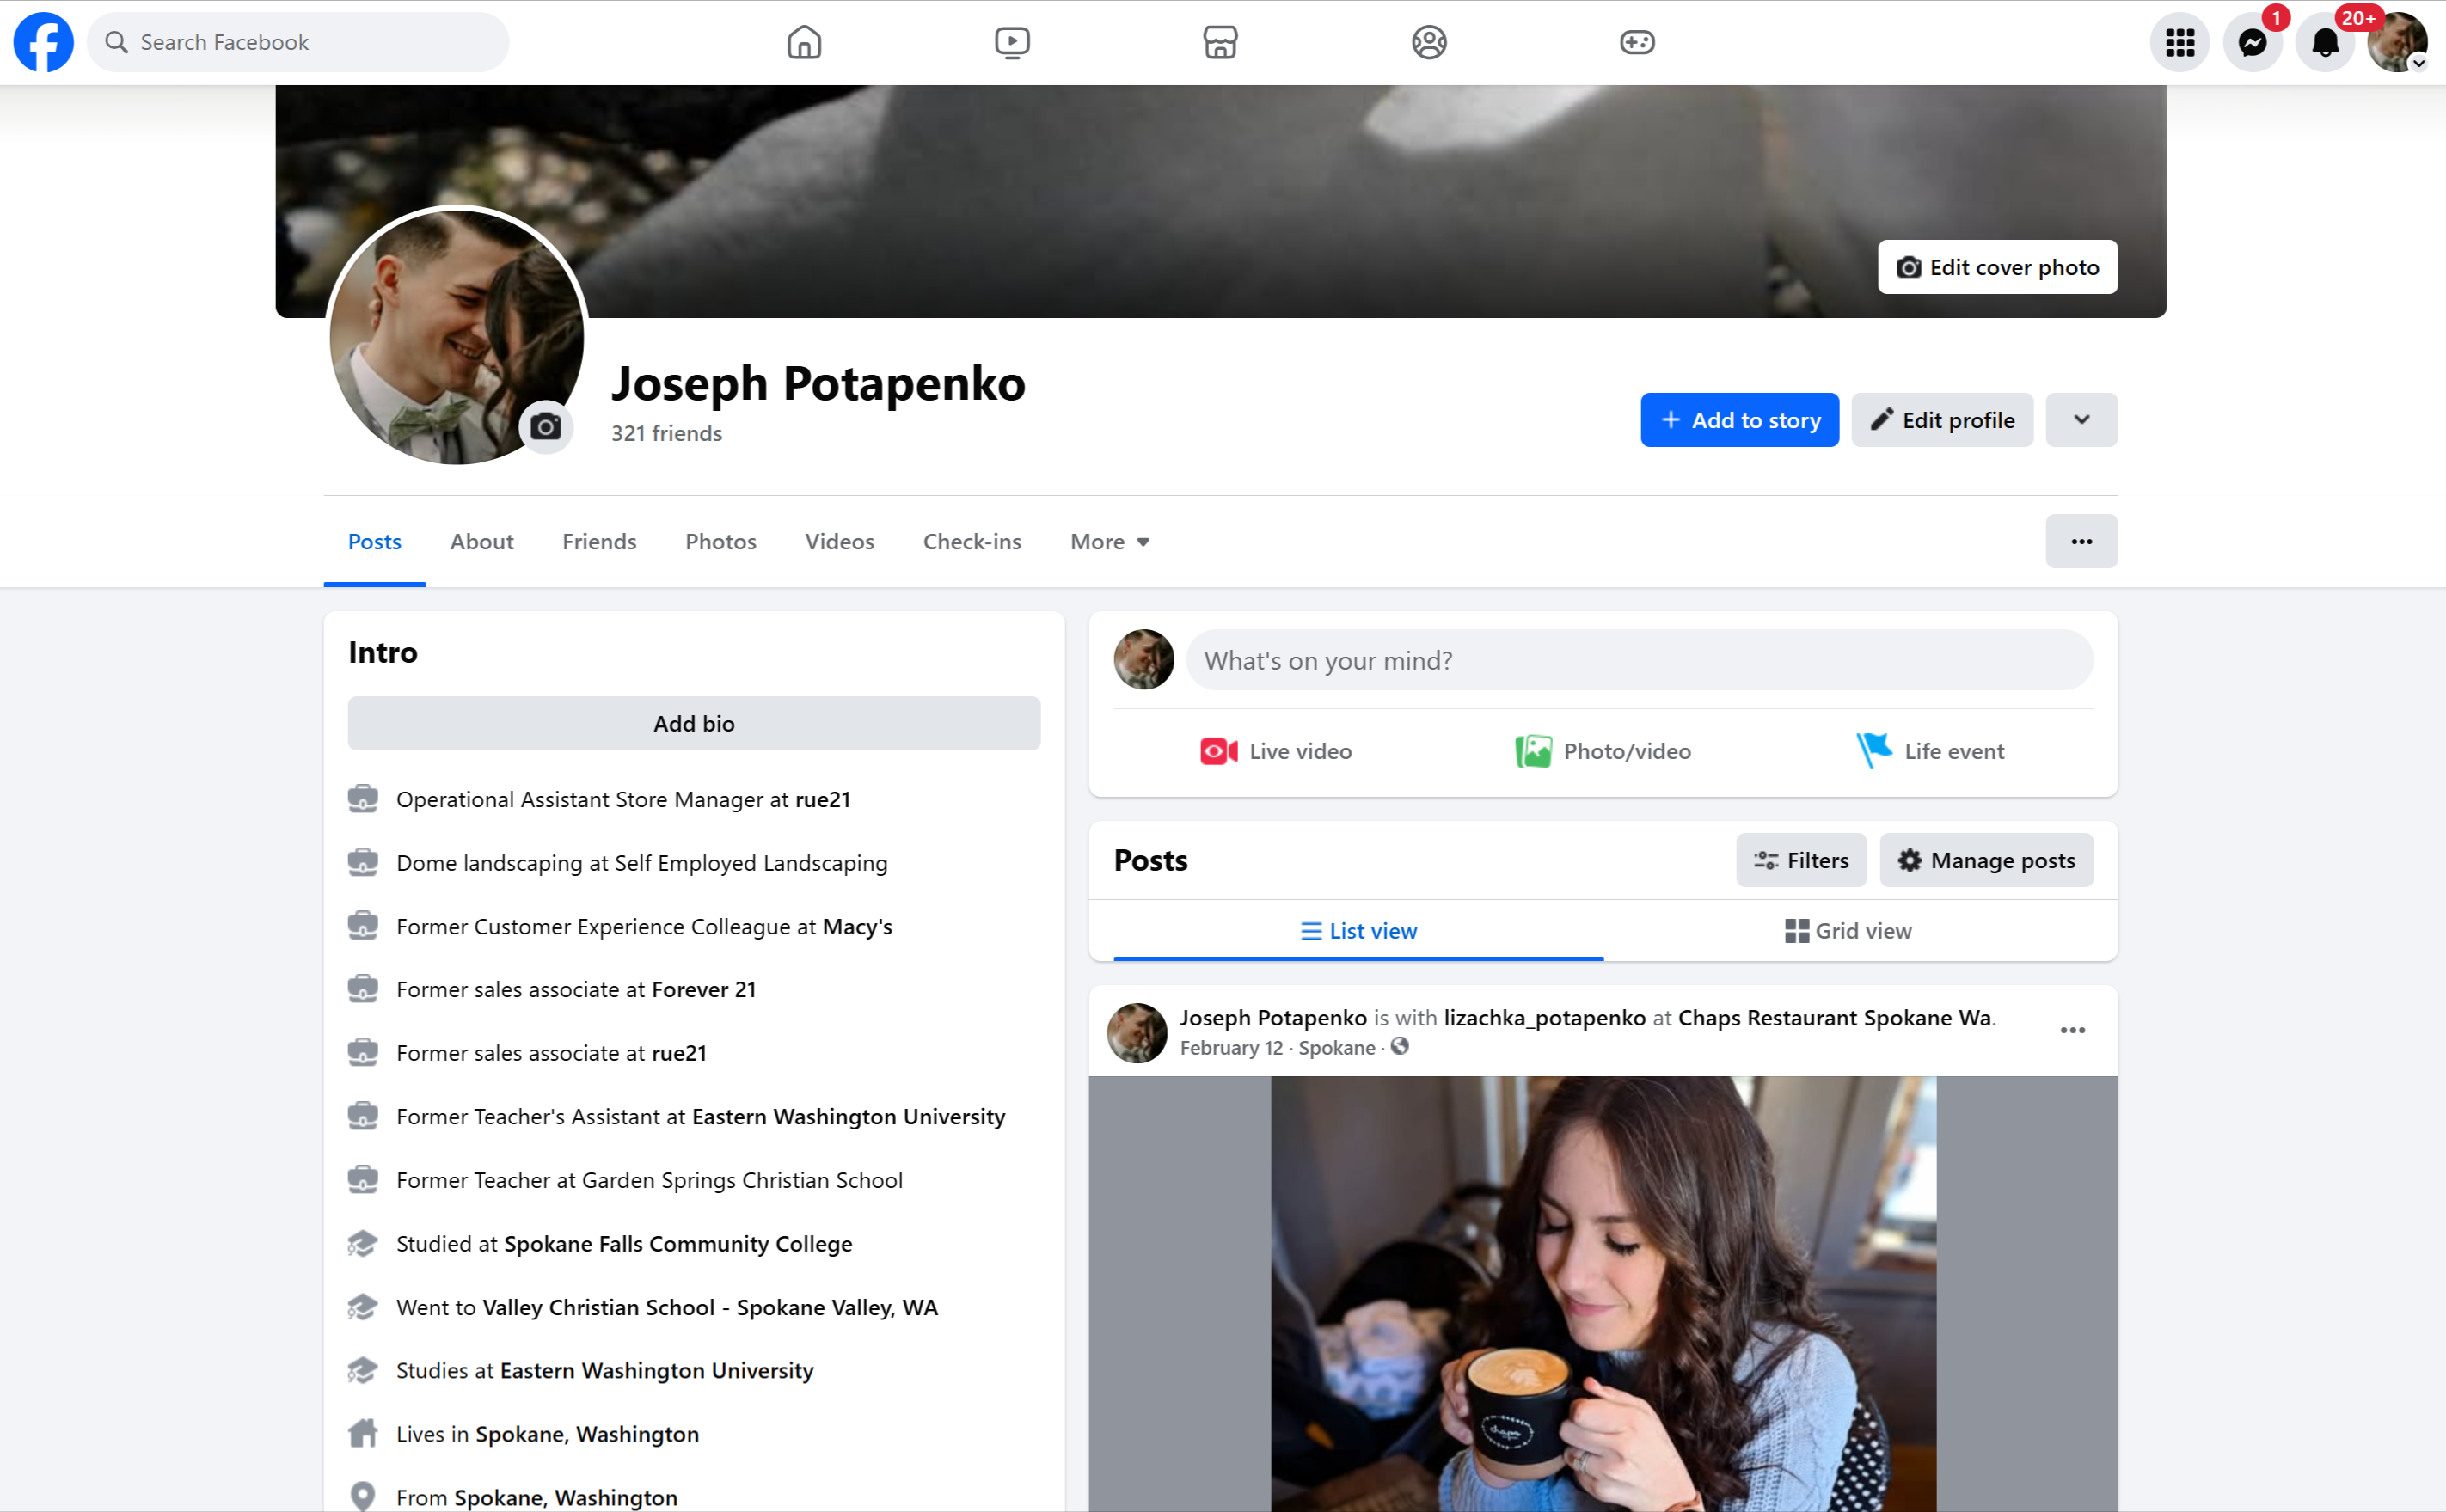 Search Facebook
1
20+
Edit cover photo
Joseph Potapenko
321 friends
+ Add to story
Edit profile
Posts
About
Friends
Photos
Videos
Check-ins
More
Intro
Add bio
Operational Assistant Store Manager at rue21
Dome landscaping at Self Employed Landscaping
Former Customer Experience Colleague at Macy's
Former sales associate at Forever 21
Former sales associate at rue21
Former Teacher's Assistant at Eastern Washington University
Former Teacher at Garden Springs Christian School
Studied at Spokane Falls Community College
Went to Valley Christian School - Spokane Valley, WA
Studies at Eastern Washington University
Lives in Spokane, Washington
From Spokane, Washington
What's on your mind?
Live video
Photo/video
Life event
Posts
Filters
Manage posts
List view
Grid view
Joseph Potapenko is with lizachka_potapenko at Chaps Restaurant Spokane Wa.
February 12 · Spokane ·
chaps